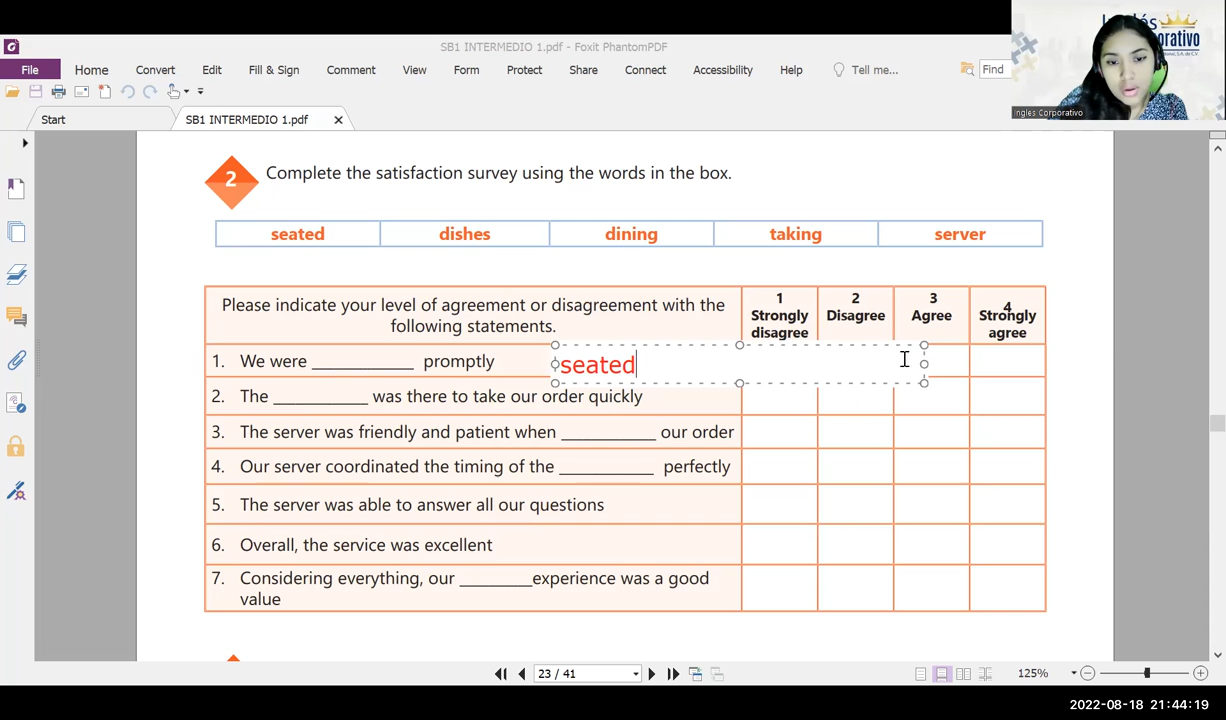 SB1 INTERMEDIO 1.pdf - Foxit PhantomPDF
File Home Convert Edit Fill & Sign Comment View Form Protect Share Connect Accessibility Help Tell me... Find
Start SB1 INTERMEDIO 1.pdf
Ingles Corporativo
2 Complete the satisfaction survey using the words in the box.
seated dishes dining taking server
Please indicate your level of agreement or disagreement with the
following statements.
1
Strongly
disagree
2
Disagree
3
Agree
4
Strongly
agree
1. We were ____________ promptly seated
2. The ___________ was there to take our order quickly
3. The server was friendly and patient when ___________ our order
4. Our server coordinated the timing of the ___________ perfectly
5. The server was able to answer all our questions
6. Overall, the service was excellent
7. Considering everything, our ________experience was a good
value
23 / 41
125%
2022-08-18 21:44:19